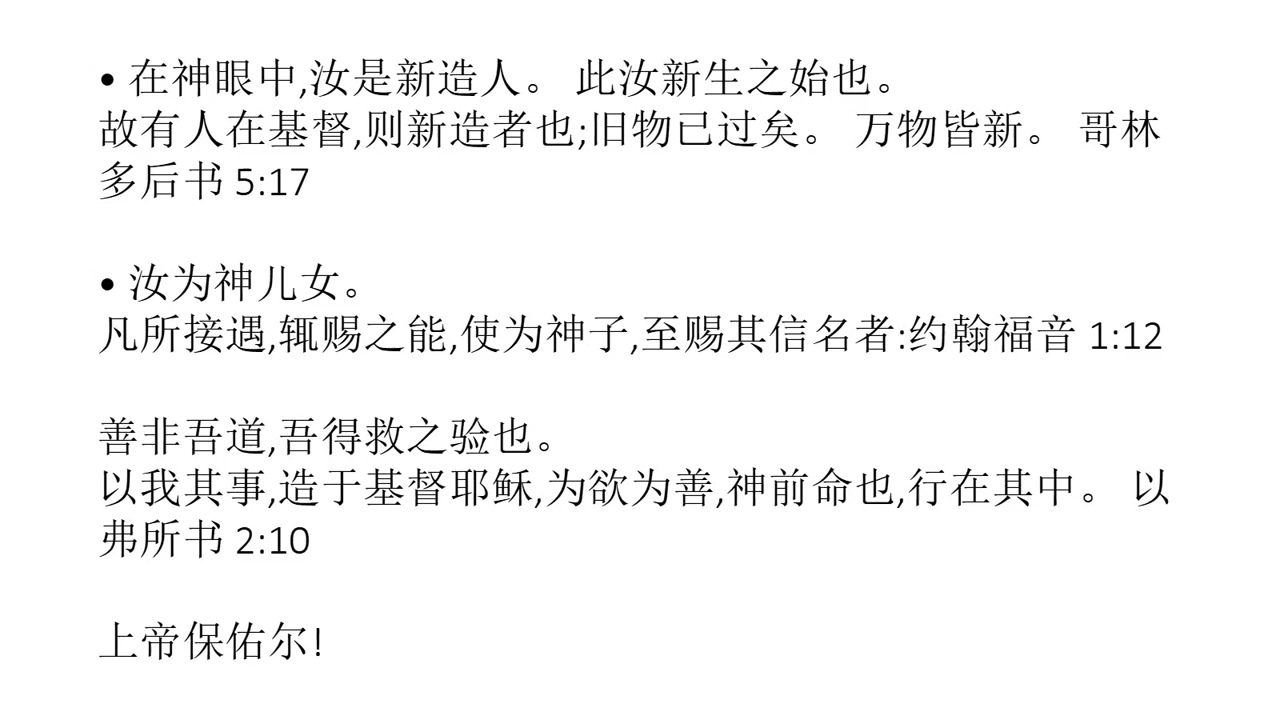 • 在神眼中,汝是新造人。 此汝新生之始也。
故有人在基督,则新造者也;旧物已过矣。 万物皆新。 哥林
多后书 5:17
• 汝为神儿女。
凡所接遇,辄赐之能,使为神子,至赐其信名者:约翰福音 1:12
善非吾道,吾得救之验也。
以我其事,造于基督耶稣,为欲为善,神前命也,行在其中。 以
弗所书 2:10
上帝保佑尔!